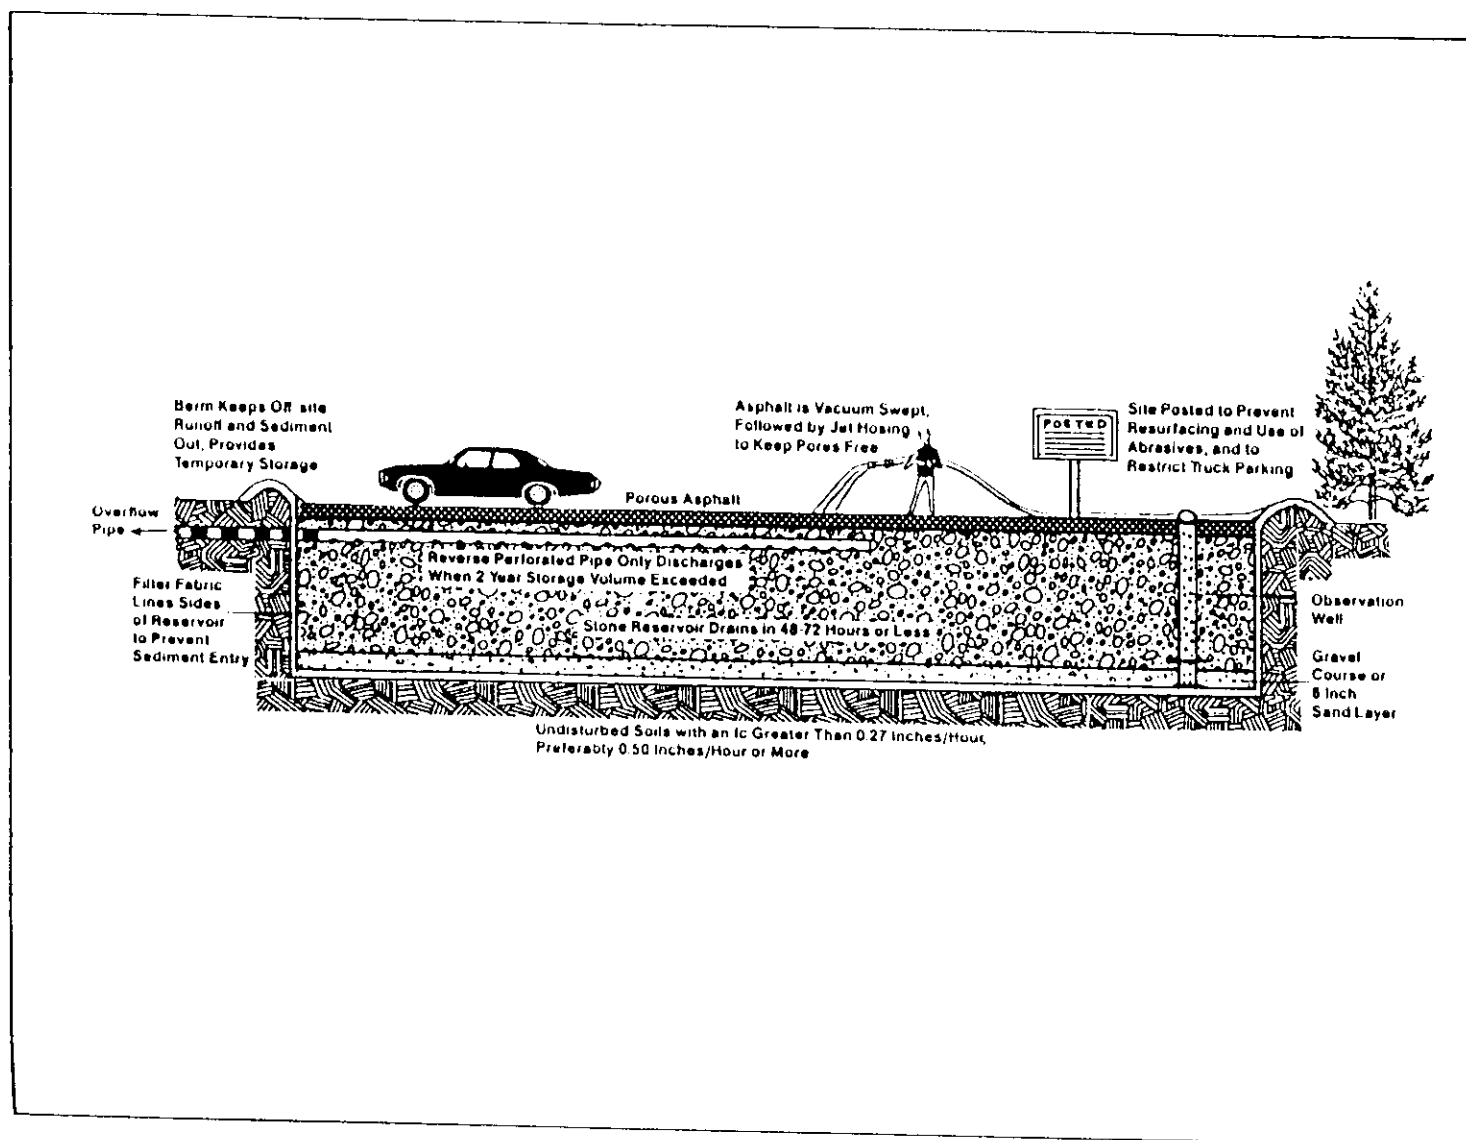 Berm Keeps Off-site
Runoff and Sediment
Out, Provides
Temporary Storage
Asphalt is Vacuum Swept,
Followed by Jet Hosing
to Keep Pores Free
POSTED
Site Posted to Prevent
Resurfacing and Use of
Abrasives, and to
Restrict Truck Parking
Porous Asphalt
Overflow
Pipe
Reverse Perforated Pipe Only Discharges
When 2 Year Storage Volume Exceeded
Filter Fabric
Lines Sides
of Reservoir
to Prevent
Sediment Entry
Stone Reservoir Drains in 48-72 Hours or Less
Observation
Well
Gravel
Course or
6 Inch
Sand Layer
Undisturbed Soils with an Ic Greater Than 0.27 Inches/Hour,
Preferably 0.50 Inches/Hour or More